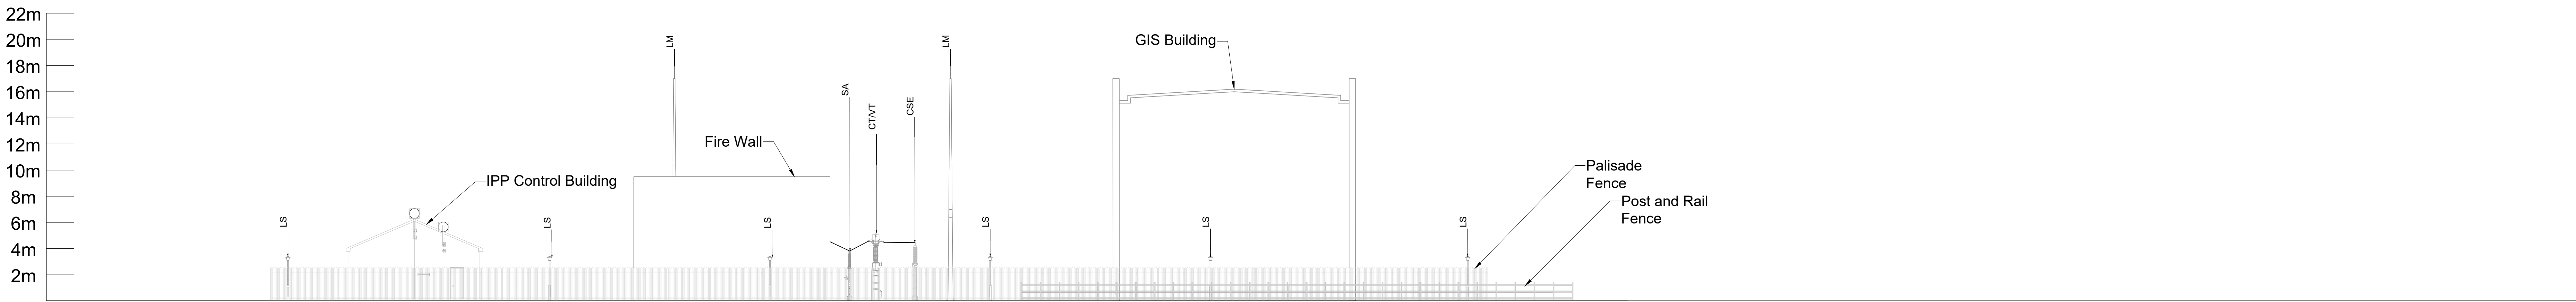 22m
20m
18m
16m
14m
12m
10m
8m
6m
4m
2m
LS
IPP Control Building
LS
LM
Fire Wall
LS
SA
CT/VT
CSE
LM
LS
GIS Building
LS
LS
Palisade
Fence
Post and Rail
Fence